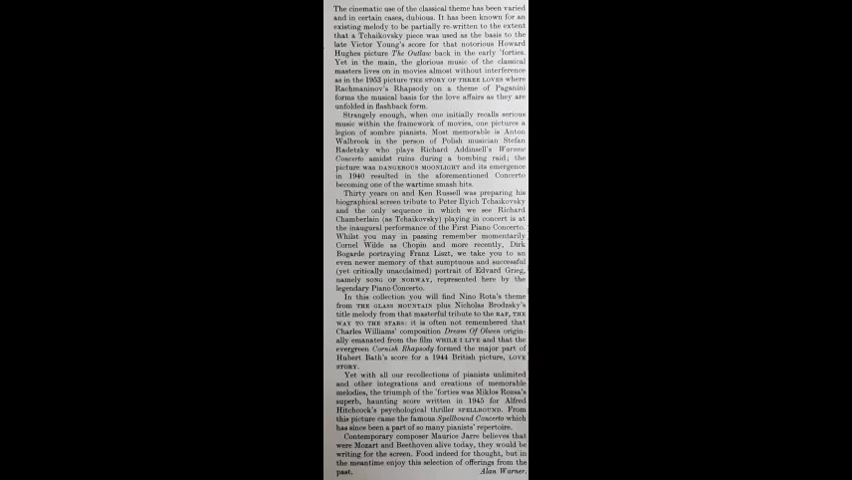 The cinematic use of the classical theme has been varied
and in certain cases, dubious. It has been known for an
existing melody to be partially re-written to the extent
that a Tchaikovsky piece was used as the basis to the
late Victor Young's score for that notorious Howard
Hughes picture The Outlaw back in the early 'forties.
Yet in the main, the glorious music of the classical
masters lives on in movies almost without interference
as in the 1953 picture THE STORY OF THREE LOVES where
Rachmaninov's Rhapsody on a theme of Paganini
forms the musical basis for the love affairs as they are
unfolded in flashback form.
Strangely enough, when one initially recalls serious
music within the framework of movies, one pictures a
legion of sombre pianists. Most memorable is Anton
Walbrook in the person of Polish musician Stefan
Radetzky who plays Richard Addinsell's Warsaw
Concerto amidst ruins during a bombing raid; the
picture was DANGEROUS MOONLIGHT and its emergence
in 1940 resulted in the aforementioned Concerto
becoming one of the wartime smash hits.
Thirty years on and Ken Russell was preparing his
biographical screen tribute to Peter Ilyich Tchaikovsky
and the only sequence in which we see Richard
Chamberlain (as Tchaikovsky) playing in concert is at
the inaugural performance of the First Piano Concerto.
Whilst you may in passing remember momentarily
Cornel Wilde as Chopin and more recently, Dirk
Bogarde portraying Franz Liszt, we take you to an
even newer memory of that sumptuous and successful
(yet critically unacclaimed) portrait of Edvard Grieg,
namely SONG OF NORWAY, represented here by the
legendary Piano Concerto.
In this collection you will find Nino Rota's theme
from THE GLASS MOUNTAIN plus Nicholas Brodzsky's
title melody from that masterful tribute to the RAF, THE
WAY TO THE STARS: it is often not remembered that
Charles Williams' composition Dream Of Olwen origin-
ally emanated from the film WHILE I LIVE and that the
evergreen Cornish Rhapsody formed the major part of
Hubert Bath's score for a 1944 British picture, LOVE
STORY.
Yet with all our recollections of pianists unlimited
and other integrations and creations of memorable
melodies, the triumph of the 'forties was Miklos Rozsa's
superb, haunting score written in 1945 for Alfred
Hitchcock's psychological thriller SPELLBOUND. From
this picture came the famous Spellbound Concerto which
has since been a part of so many pianists' repertoire.
Contemporary composer Maurice Jarre believes that
were Mozart and Beethoven alive today, they would be
writing for the screen. Food indeed for thought, but in
the meantime enjoy this selection of offerings from the
past. Alan Warner.